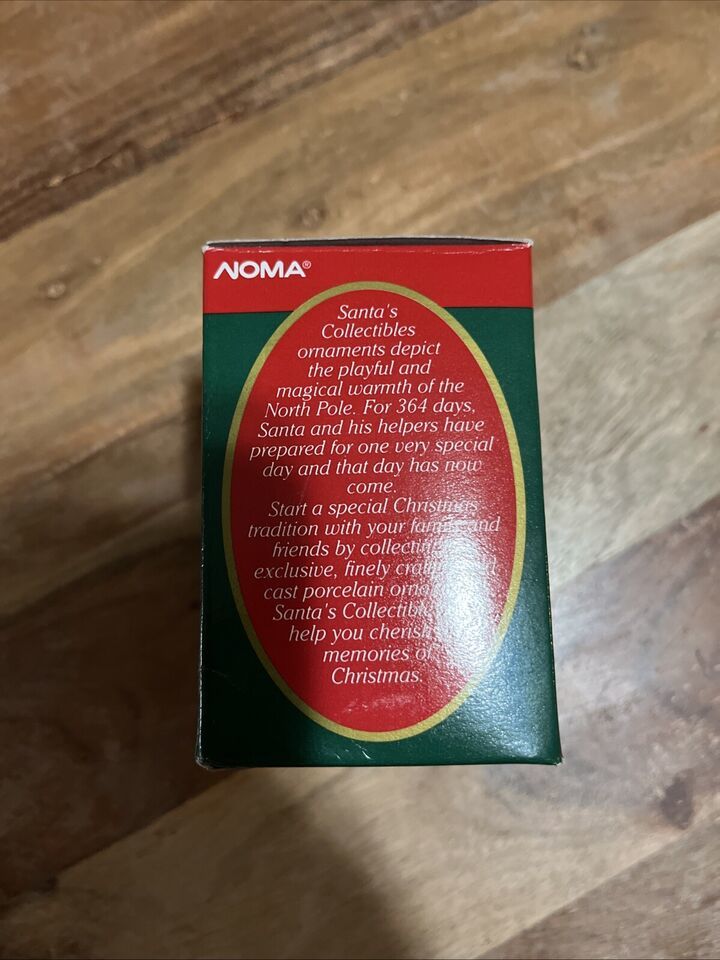 NOMA®
Santa's
Collectibles
ornaments depict
the playful and
magical warmth of the
North Pole. For 364 days,
Santa and his helpers have
prepared for one very special
day and that day has now
come.
Start a special Christmas
tradition with your family and
friends by collecting
exclusive, finely
cast porcelain
Santa's
help you cherish
memories of
Christmas.